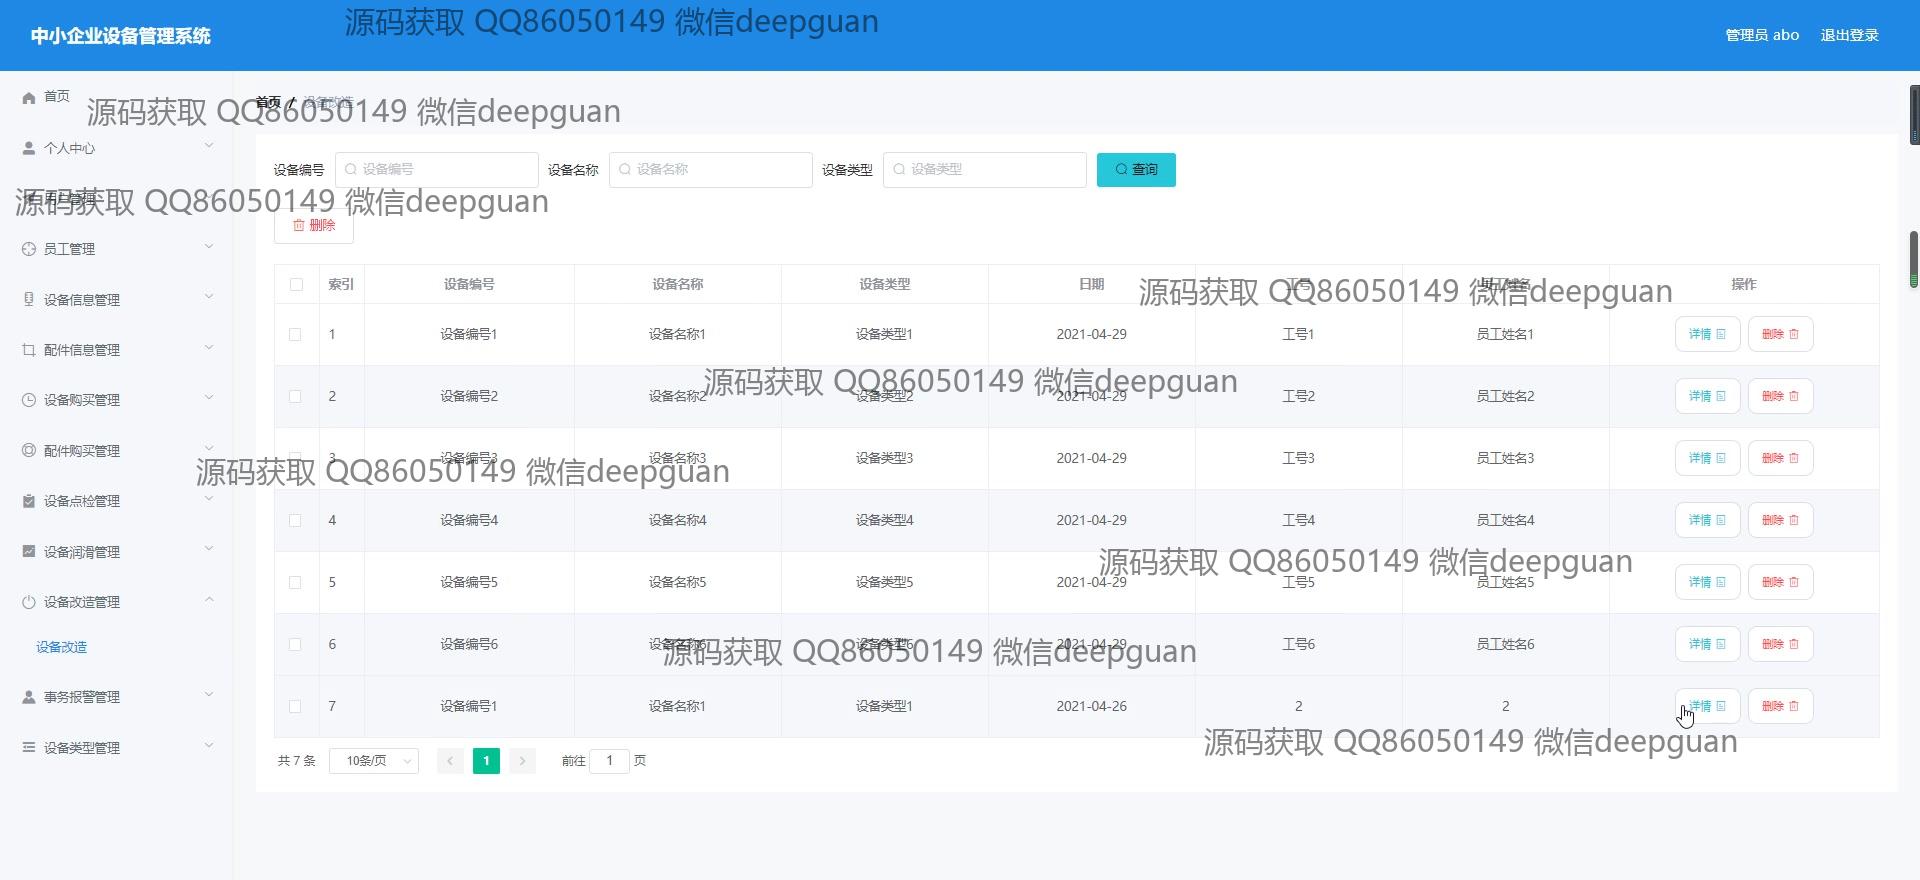 中小企业设备管理系统
源码获取 QQ86050149 微信deepguan
管理员 abo 退出登录
首页
源码获取 QQ86050149 微信deepguan
首页 / 设备改造
个人中心
设备编号 设备编号 设备名称 设备名称 设备类型 设备类型 查询
用户管理
源码获取 QQ86050149 微信deepguan
删除
员工管理
索引 设备编号 设备名称 设备类型 日期 工号 员工姓名 操作
源码获取 QQ86050149 微信deepguan
设备信息管理
1 设备编号1 设备名称1 设备类型1 2021-04-29 工号1 员工姓名1 详情 删除
配件信息管理
源码获取 QQ86050149 微信deepguan
2 设备编号2 设备名称2 设备类型2 2021-04-29 工号2 员工姓名2 详情 删除
设备购买管理
配件购买管理
3 设备编号3 设备名称3 设备类型3 2021-04-29 工号3 员工姓名3 详情 删除
源码获取 QQ86050149 微信deepguan
设备点检管理
4 设备编号4 设备名称4 设备类型4 2021-04-29 工号4 员工姓名4 详情 删除
设备润滑管理
源码获取 QQ86050149 微信deepguan
5 设备编号5 设备名称5 设备类型5 2021-04-29 工号5 员工姓名5 详情 删除
设备改造管理
设备改造
6 设备编号6 设备名称6 设备类型6 2021-04-29 工号6 员工姓名6 详情 删除
源码获取 QQ86050149 微信deepguan
事务报警管理
7 设备编号1 设备名称1 设备类型1 2021-04-26 2 2 详情 删除
设备类型管理
源码获取 QQ86050149 微信deepguan
共 7 条 10条/页 1 前往 1 页